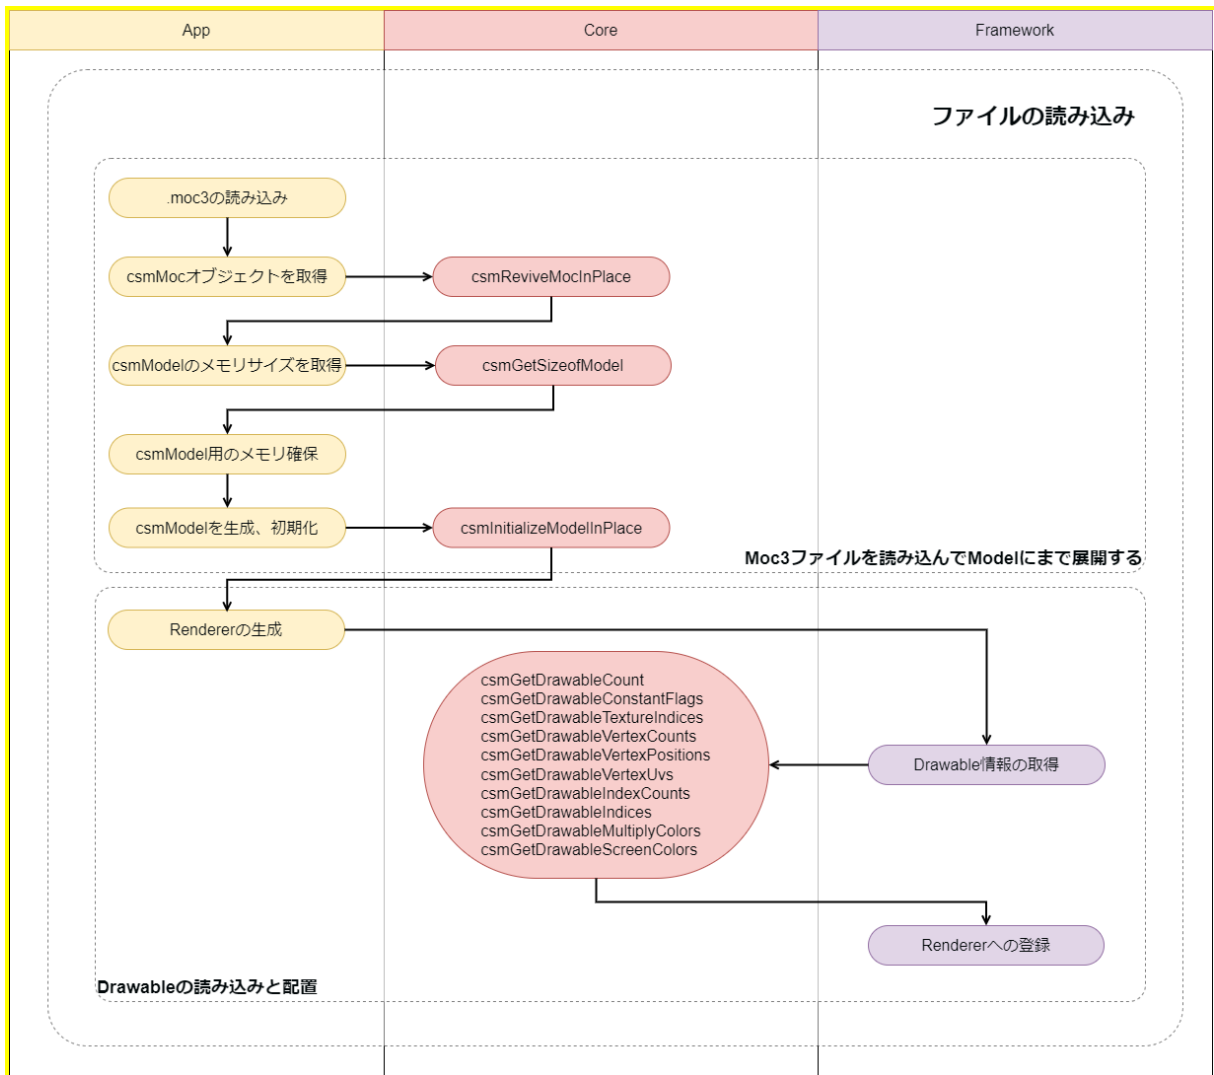 App
Core
Framework
ファイルの読み込み
.moc3の読み込み
csmMocオブジェクトを取得
csmReviveMocInPlace
csmModelのメモリサイズを取得
csmGetSizeofModel
csmModel用のメモリ確保
csmModelを生成、初期化
csmInitializeModelInPlace
Moc3ファイルを読み込んでModelにまで展開する
Rendererの生成
csmGetDrawableCount
csmGetDrawableConstantFlags
csmGetDrawableTextureIndices
csmGetDrawableVertexCounts
csmGetDrawableVertexPositions
csmGetDrawableVertexUvs
csmGetDrawableIndexCounts
csmGetDrawableIndices
csmGetDrawableMultiplyColors
csmGetDrawableScreenColors
Drawable情報の取得
Rendererへの登録
Drawableの読み込みと配置